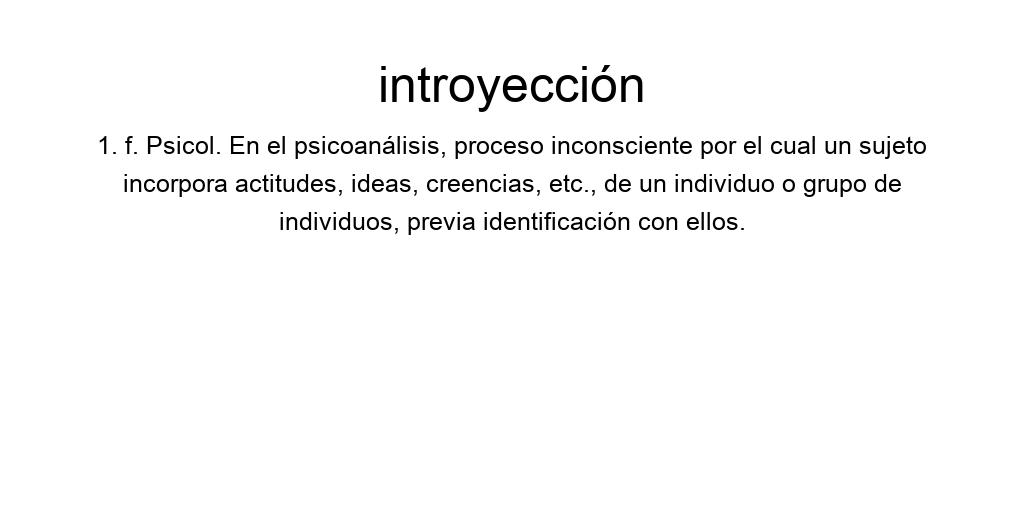 introyección
1. f. Psicol. En el psicoanálisis, proceso inconsciente por el cual un sujeto
incorpora actitudes, ideas, creencias, etc., de un individuo o grupo de
individuos, previa identificación con ellos.